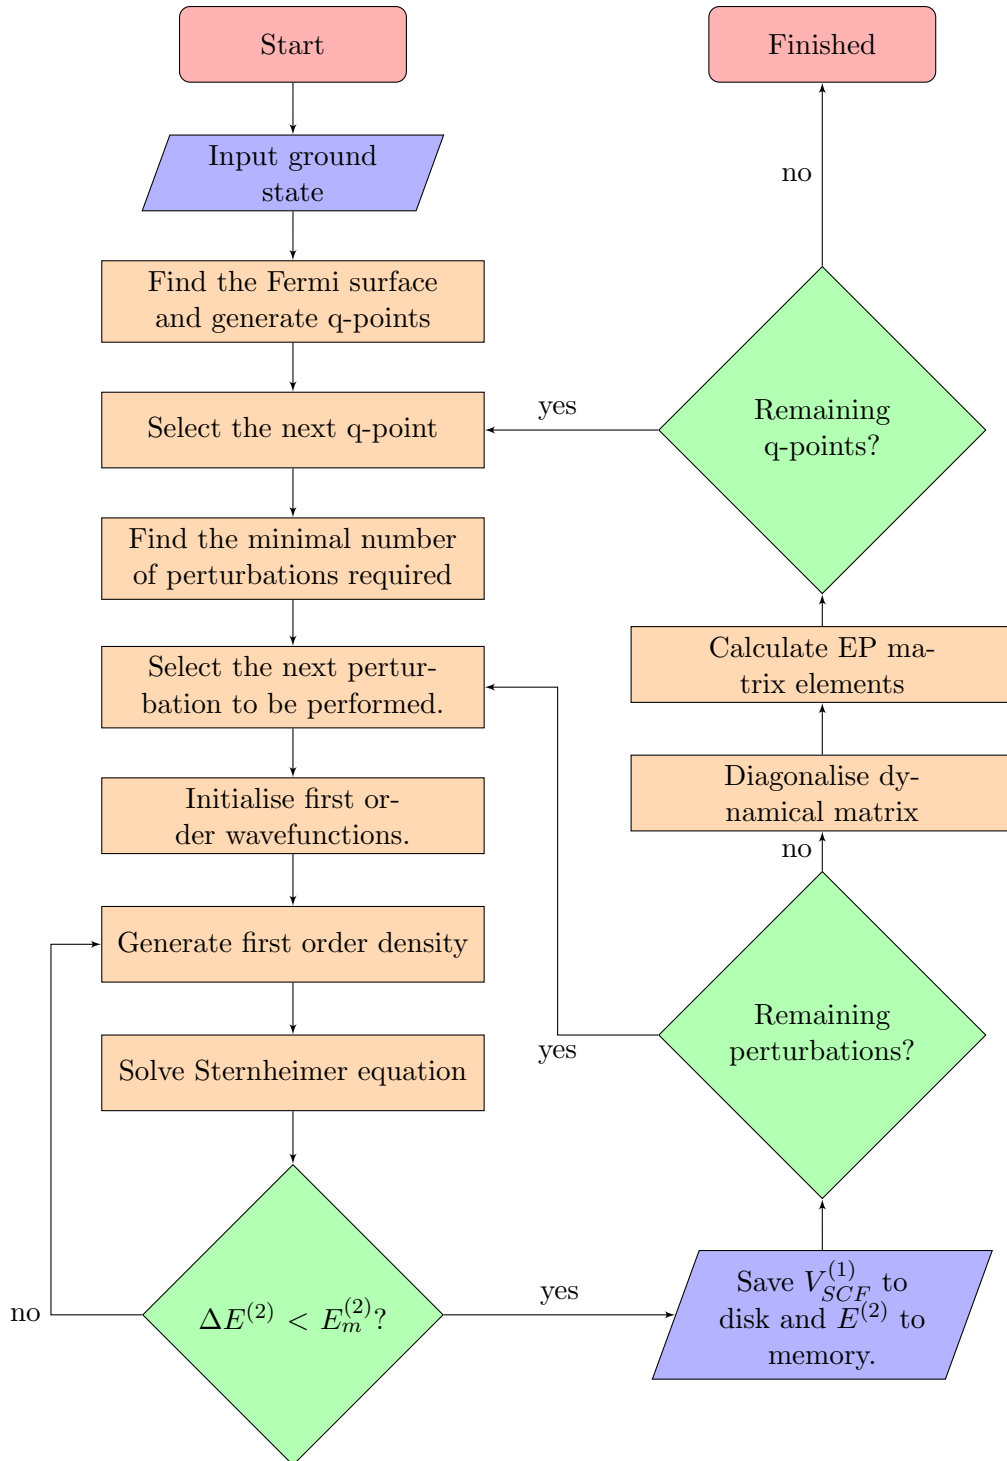 Start
Input ground
state
Find the Fermi surface
and generate q-points
Select the next q-point
Find the minimal number
of perturbations required
Select the next pertur-
bation to be performed.
Initialise first or-
der wavefunctions.
Generate first order density
Solve Sternheimer equation
ΔE^{(2)} < E_m^{(2)}?
no
yes
Save V_{SCF}^{(1)} to
disk and E^{(2)} to
memory.
Remaining
perturbations?
yes
no
Diagonalise dy-
namical matrix
Calculate EP ma-
trix elements
Remaining
q-points?
yes
no
Finished